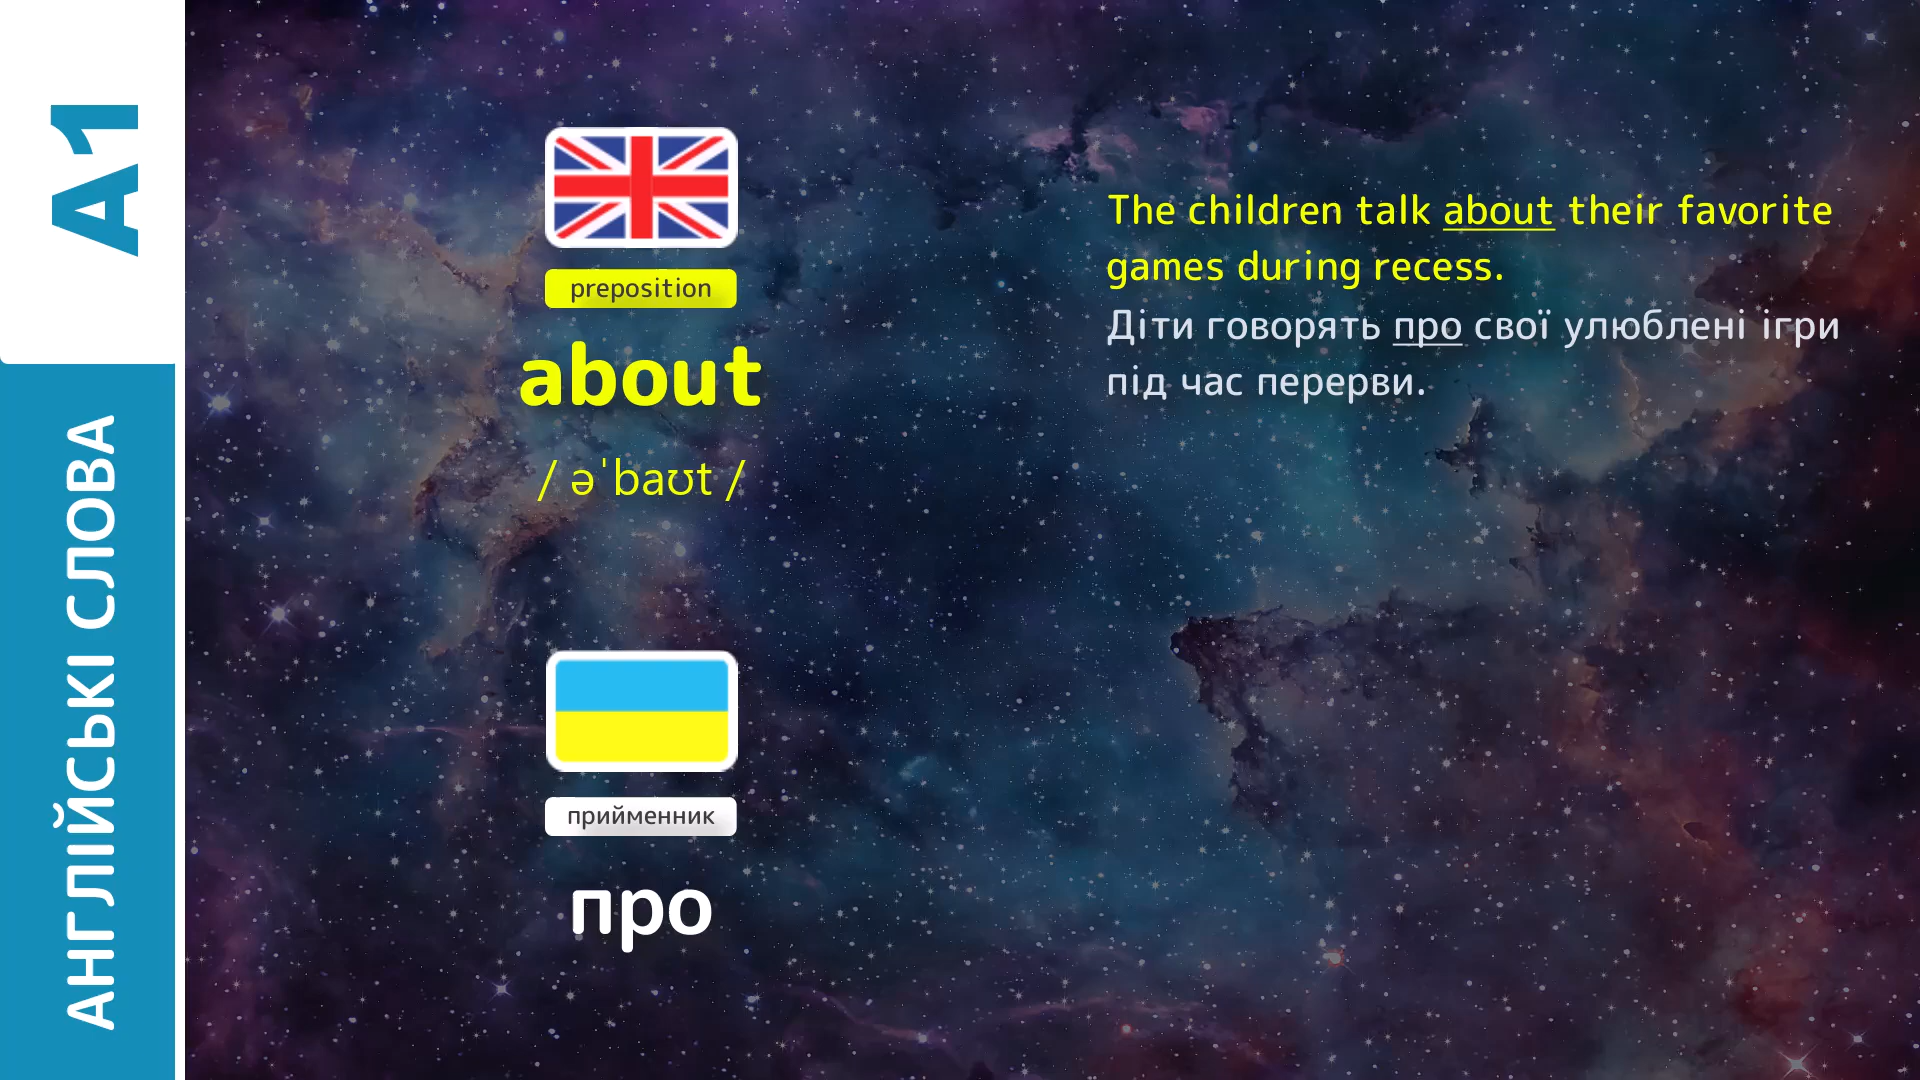 A1
АНГЛІЙСЬКІ СЛОВА
preposition
about
/ əˈbaʊt /
прийменник
про
The children talk about their favorite
games during recess.
Діти говорять про свої улюблені ігри
під час перерви.